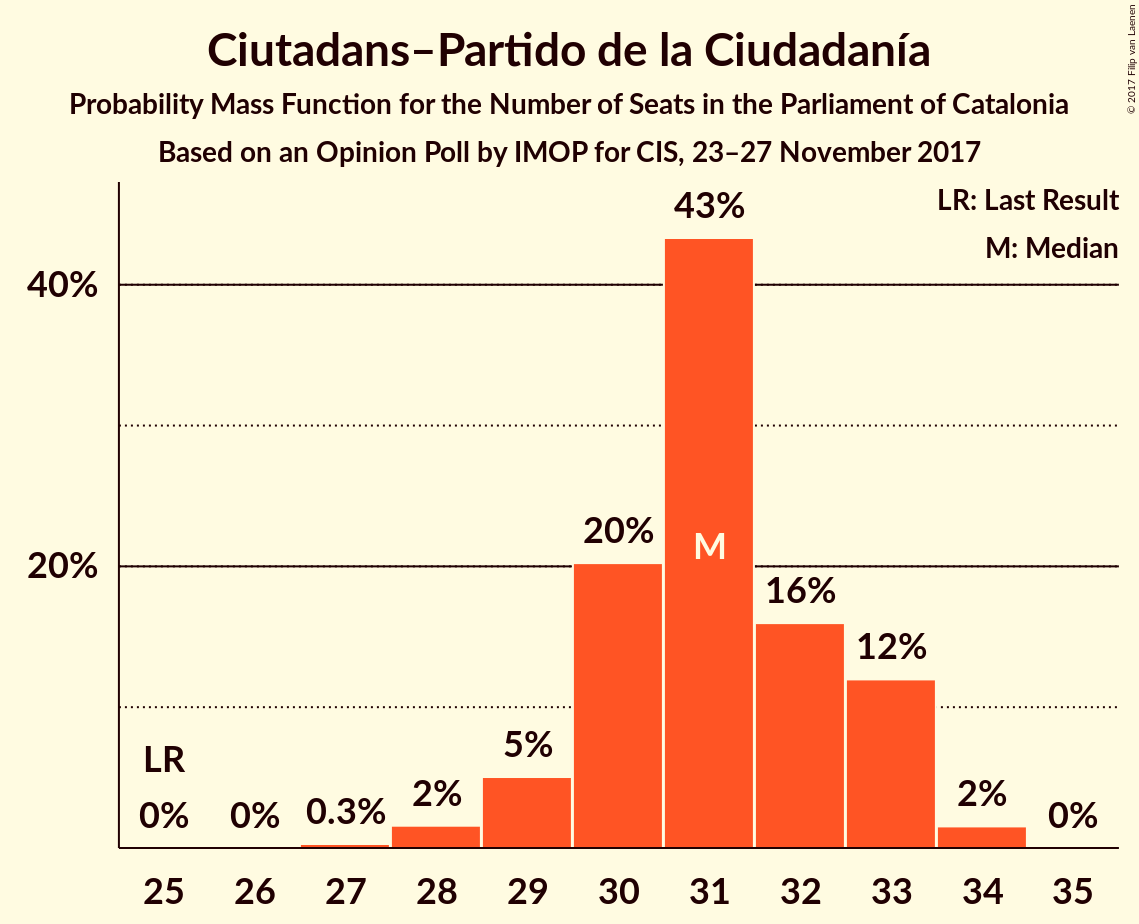 Ciutadans–Partido de la Ciudadanía
Probability Mass Function for the Number of Seats in the Parliament of Catalonia
Based on an Opinion Poll by IMOP for CIS, 23–27 November 2017
© 2017 Filip van Laenen
LR: Last Result
M: Median
40%
20%
LR
0%
0%
0.3%
2%
5%
20%
43%
M
16%
12%
2%
0%
25 26 27 28 29 30 31 32 33 34 35